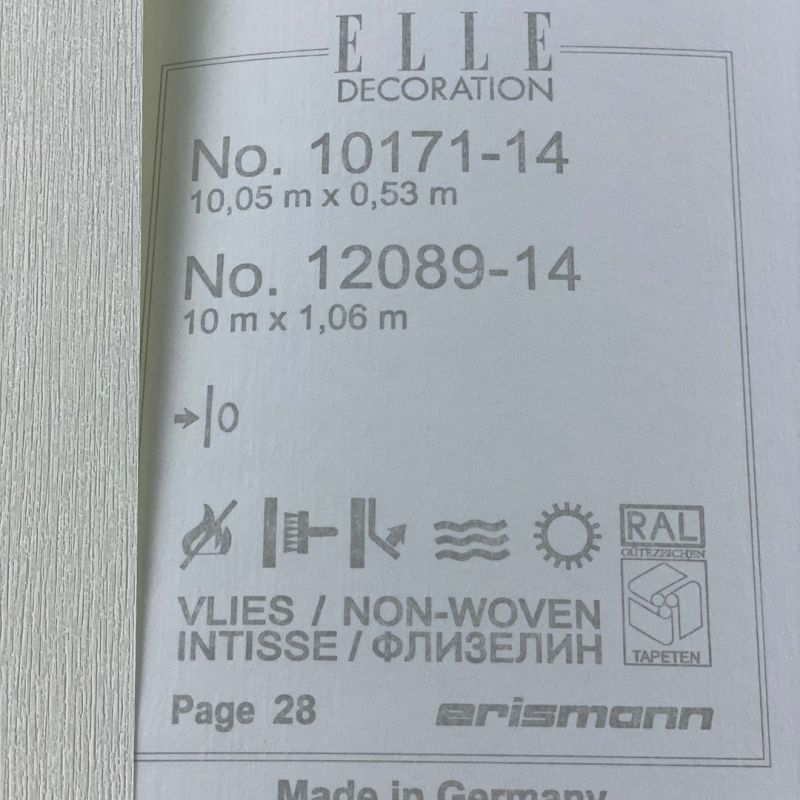 ELLE
DECORATION
No. 10171-14
10,05 m x 0,53 m
No. 12089-14
10 m x 1,06 m
0
RAL
GÜTEZEICHEN
TAPETEN
VLIES / NON-WOVEN
INTISSE / ФЛИЗЕЛИН
Page 28
erismann
Made in Germany